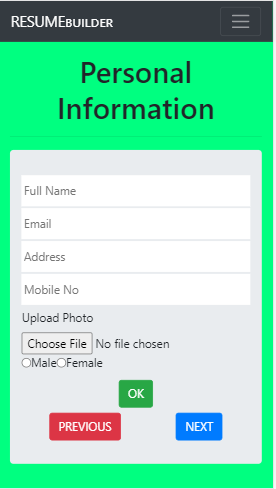 RESUMEBUILDER
Personal
Information
Full Name
Email
Address
Mobile No
Upload Photo
Choose File No file chosen
Male Female
OK
PREVIOUS NEXT